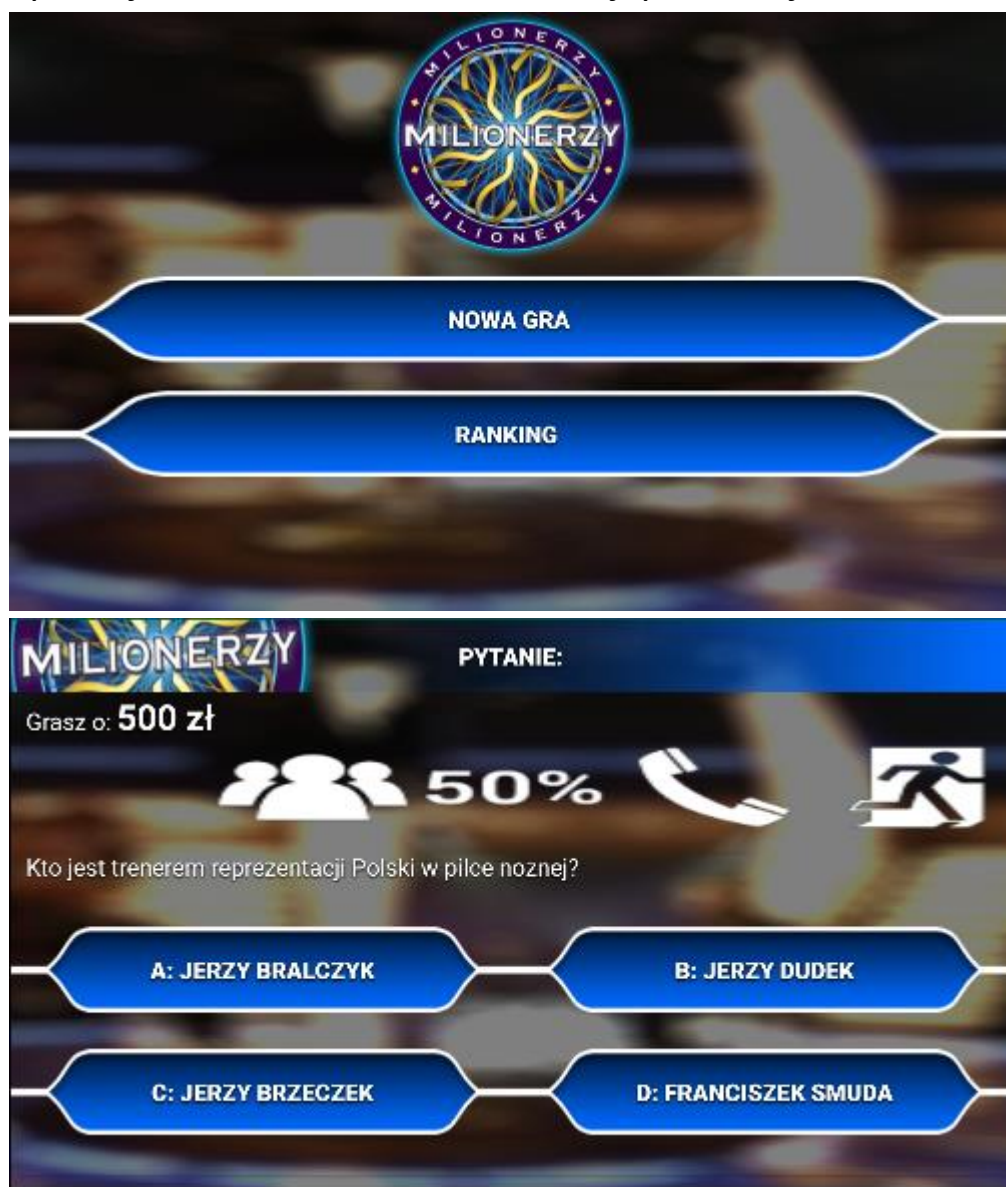 MILIONERZY
MILIONERZY
MILIONERZY
NOWA GRA
RANKING
MILIONERZY
PYTANIE:
Grasz o: 500 zł
50%
Kto jest trenerem reprezentacji Polski w pilce noznej?
A: JERZY BRALCZYK
B: JERZY DUDEK
C: JERZY BRZECZEK
D: FRANCISZEK SMUDA